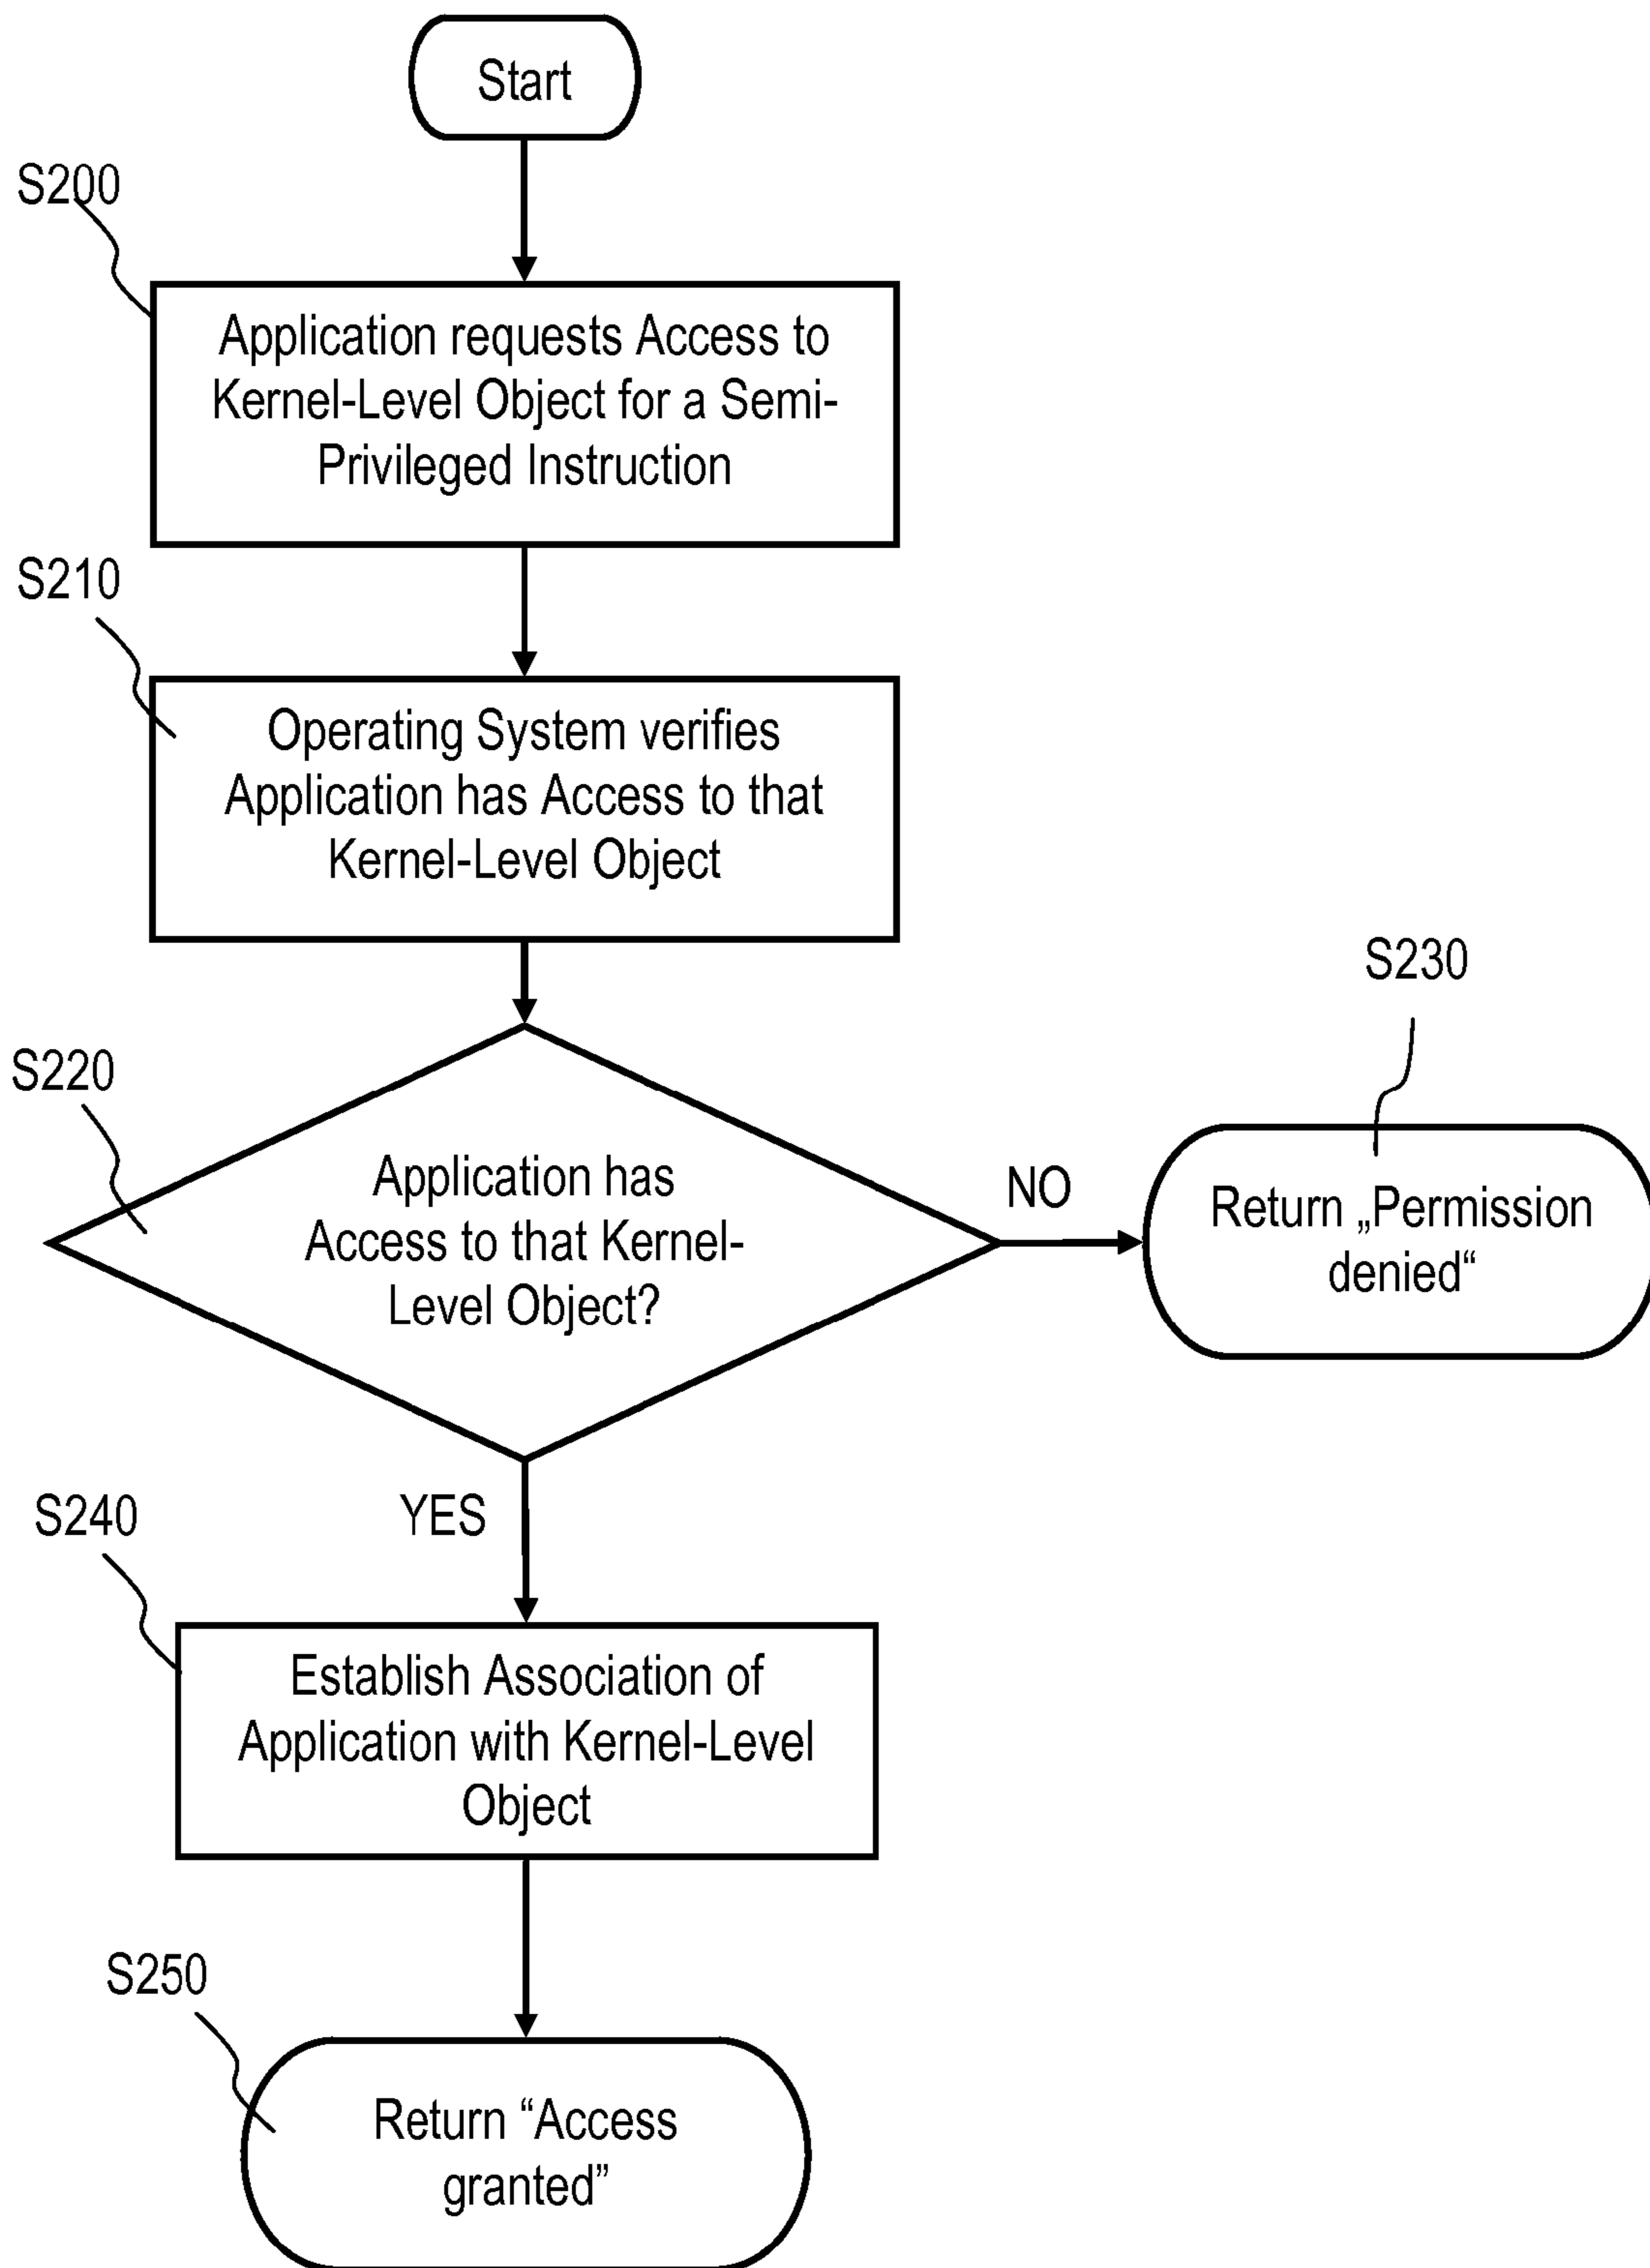 Start
S200
Application requests Access to
Kernel-Level Object for a Semi-
Privileged Instruction
S210
Operating System verifies
Application has Access to that
Kernel-Level Object
S230
S220
Application has
Access to that Kernel-
Level Object?
NO
Return „Permission
denied“
S240
YES
Establish Association of
Application with Kernel-Level
Object
S250
Return “Access
granted”